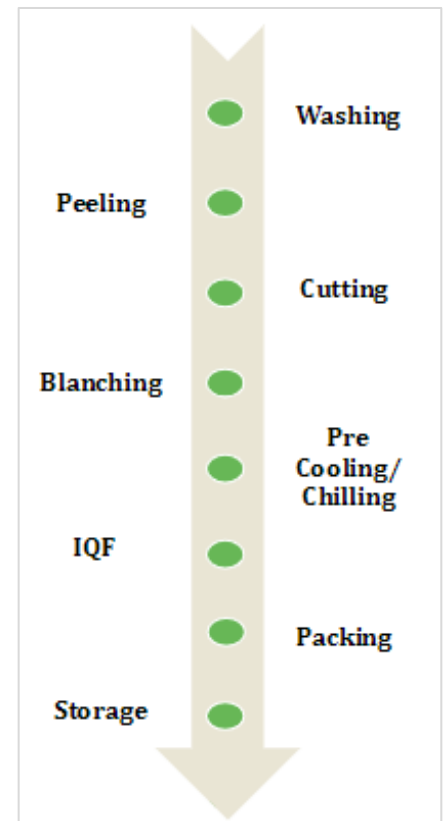 Washing
Peeling
Cutting
Blanching
Pre
Cooling/
Chilling
IQF
Packing
Storage